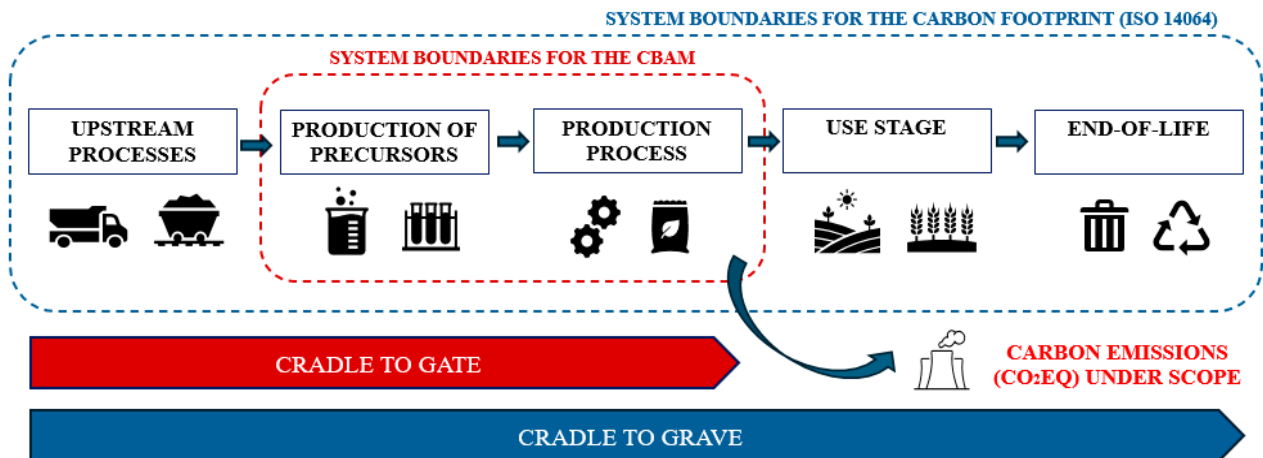 SYSTEM BOUNDARIES FOR THE CARBON FOOTPRINT (ISO 14064)
SYSTEM BOUNDARIES FOR THE CBAM
UPSTREAM
PROCESSES
PRODUCTION OF
PRECURSORS
PRODUCTION
PROCESS
USE STAGE
END-OF-LIFE
CRADLE TO GATE
CARBON EMISSIONS
(CO₂EQ) UNDER SCOPE
CRADLE TO GRAVE